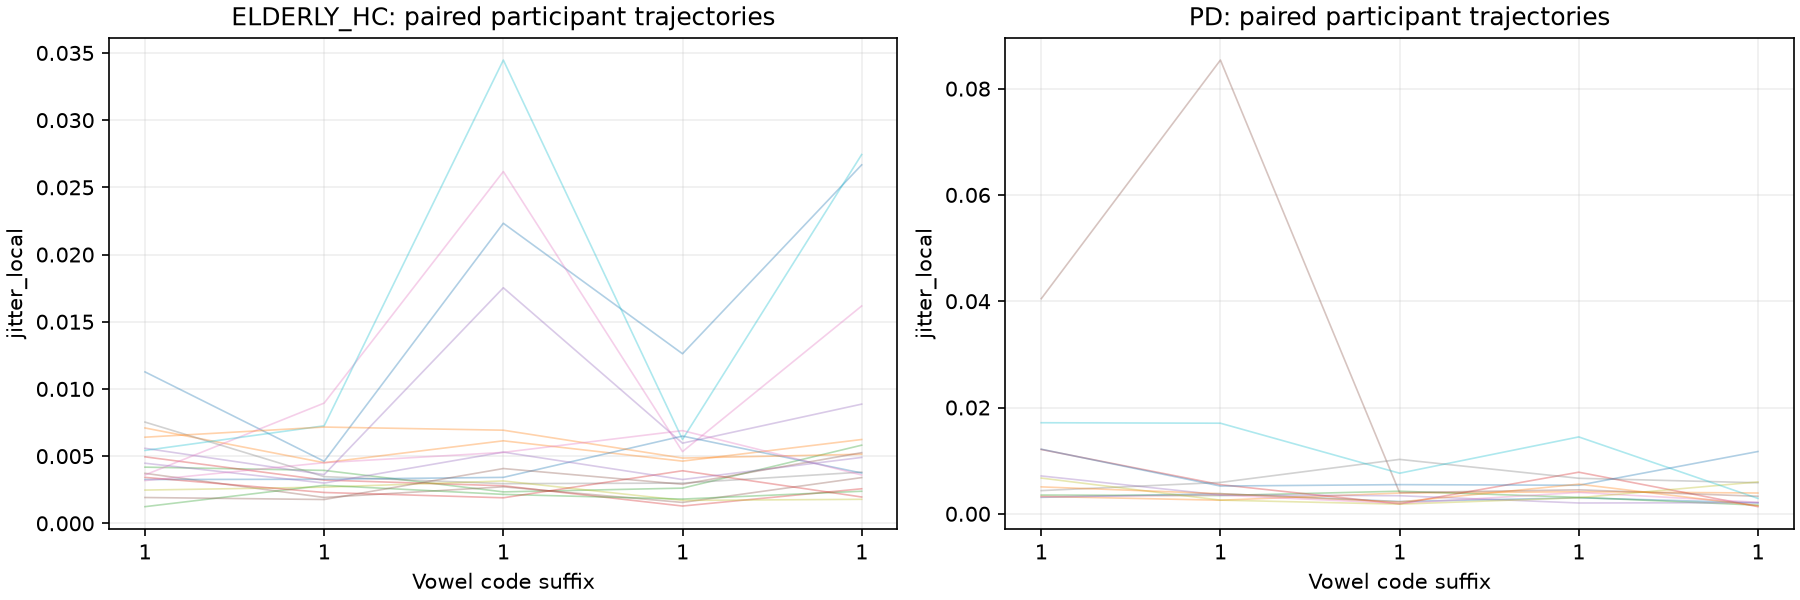 ELDERLY_HC: paired participant trajectories
jitter_local
0.035
0.030
0.025
0.020
0.015
0.010
0.005
0.000
1 1 1 1 1
Vowel code suffix
PD: paired participant trajectories
jitter_local
0.08
0.06
0.04
0.02
0.00
1 1 1 1 1
Vowel code suffix